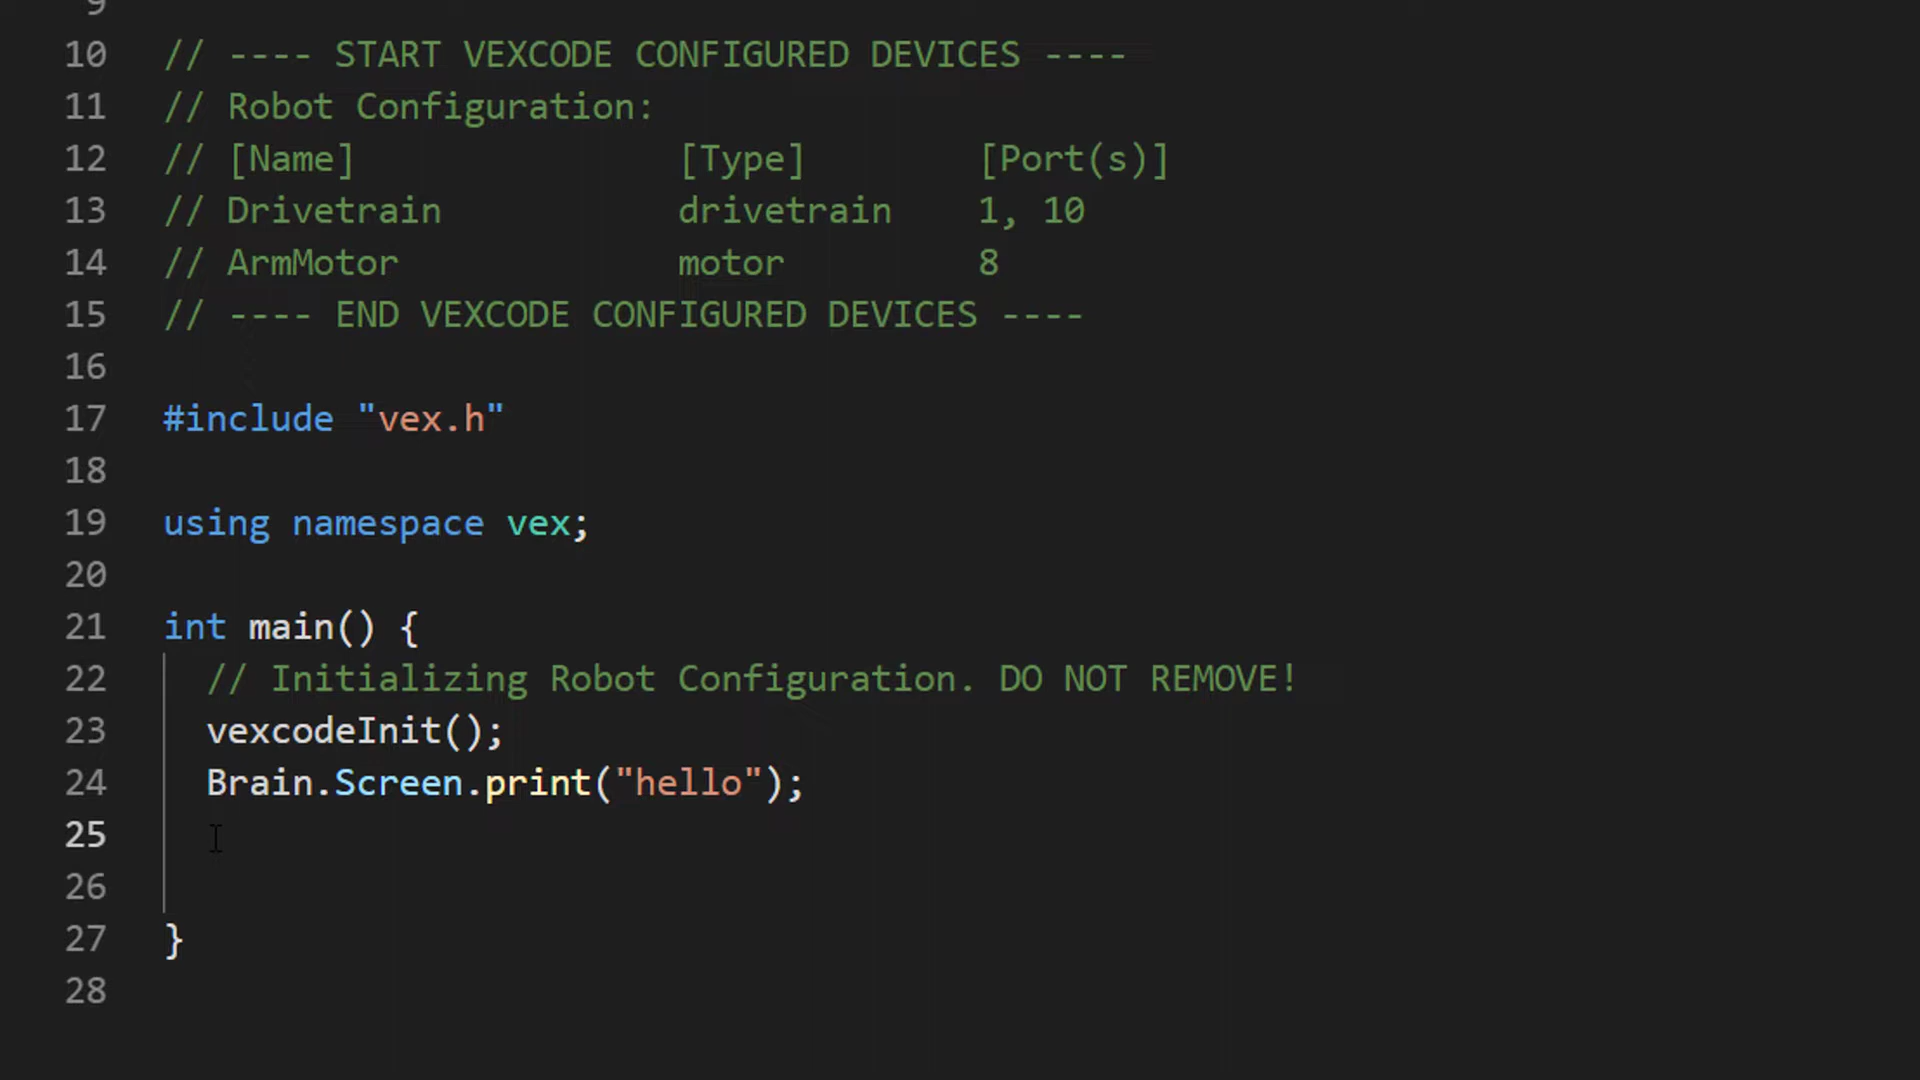 9
10 // ---- START VEXCODE CONFIGURED DEVICES ----
11 // Robot Configuration:
12 // [Name]               [Type]        [Port(s)]
13 // Drivetrain           drivetrain    1, 10
14 // ArmMotor             motor         8
15 // ---- END VEXCODE CONFIGURED DEVICES ----
16
17 #include "vex.h"
18
19 using namespace vex;
20
21 int main() {
22   // Initializing Robot Configuration. DO NOT REMOVE!
23   vexcodeInit();
24   Brain.Screen.print("hello");
25
26
27 }
28